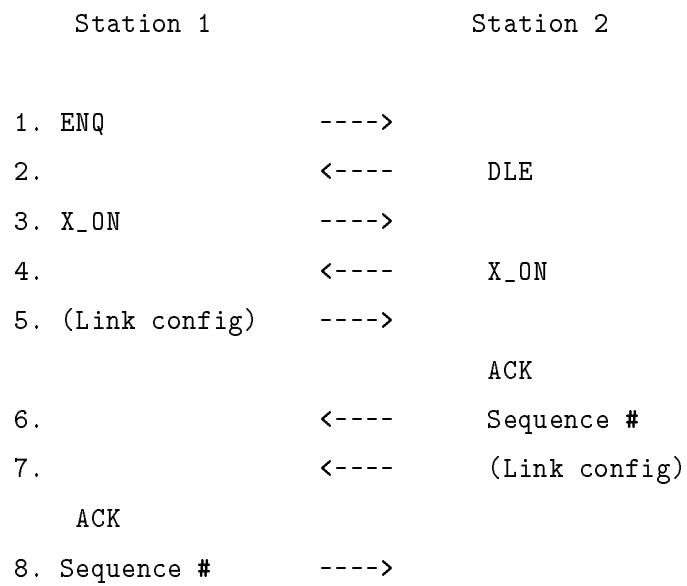 Station 1 Station 2
1. ENQ ---->
2. <---- DLE
3. X_ON ---->
4. <---- X_ON
5. (Link config) ---->
ACK
6. <---- Sequence #
7. <---- (Link config)
ACK
8. Sequence # ---->